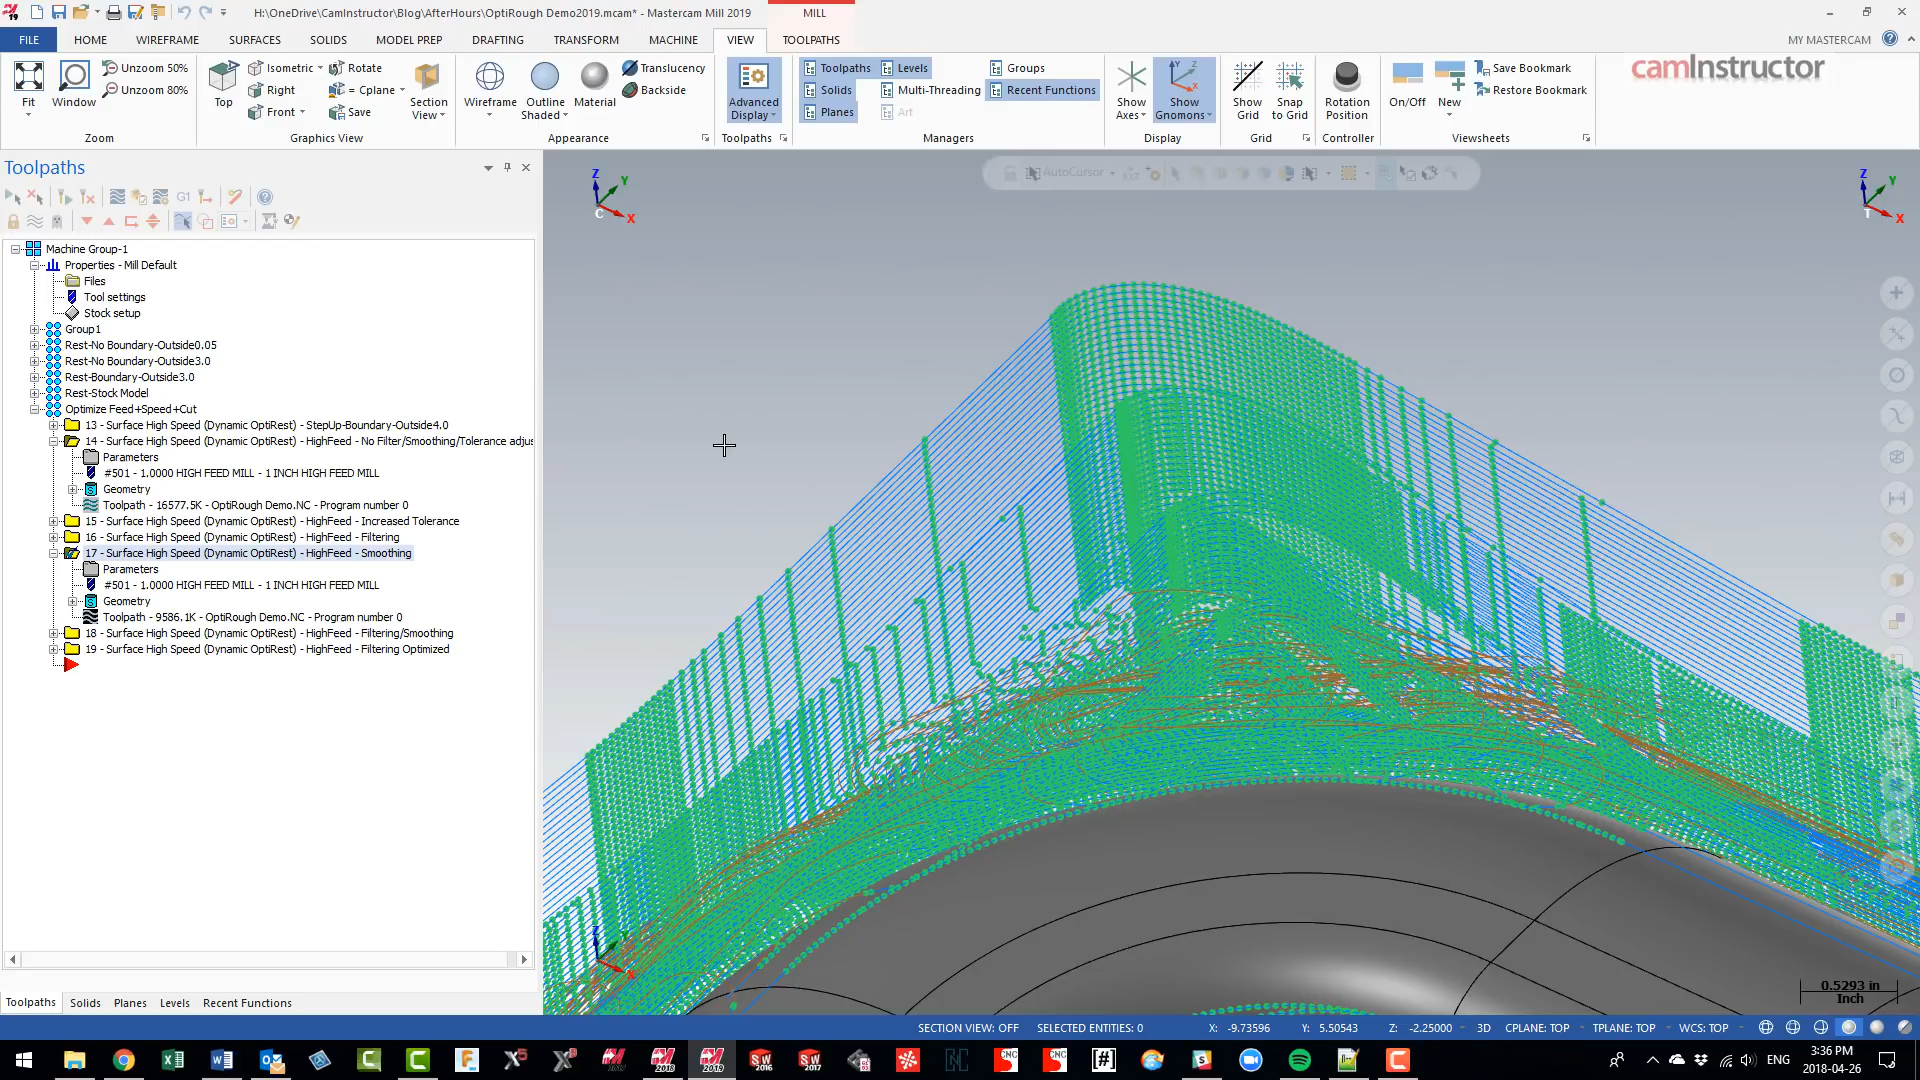 H:\OneDrive\CamInstructor\Blog\AfterHours\OptiRough Demo2019.mcam* - Mastercam Mill 2019
MILL
FILE HOME WIREFRAME SURFACES SOLIDS MODEL PREP DRAFTING TRANSFORM MACHINE VIEW TOOLPATHS MY MASTERCAM
camInstructor
Fit
Window
Unzoom 50%
Unzoom 80%
Zoom
Top
Isometric
Right
Front
Rotate
= Cplane
Save
Section View
Graphics View
Wireframe
Outline Shaded
Material
Translucency
Backside
Appearance
Advanced Display
Toolpaths
Toolpaths
Solids
Planes
Levels
Multi-Threading
Art
Groups
Recent Functions
Managers
Show Axes
Show Gnomons
Display
Show Grid
Snap to Grid
Grid
Rotation Position
Controller
On/Off
New
Save Bookmark
Restore Bookmark
Viewsheets
Toolpaths
G1
AutoCursor
Z
Y
X
C
Z
Y
X
T
Machine Group-1
Properties - Mill Default
Files
Tool settings
Stock setup
Group1
Rest-No Boundary-Outside0.05
Rest-No Boundary-Outside3.0
Rest-Boundary-Outside3.0
Rest-Stock Model
Optimize Feed+Speed+Cut
13 - Surface High Speed (Dynamic OptiRest) - StepUp-Boundary-Outside4.0
14 - Surface High Speed (Dynamic OptiRest) - HighFeed - No Filter/Smoothing/Tolerance adjus
Parameters
#501 - 1.0000 HIGH FEED MILL - 1 INCH HIGH FEED MILL
Geometry
Toolpath - 16577.5K - OptiRough Demo.NC - Program number 0
15 - Surface High Speed (Dynamic OptiRest) - HighFeed - Increased Tolerance
16 - Surface High Speed (Dynamic OptiRest) - HighFeed - Filtering
17 - Surface High Speed (Dynamic OptiRest) - HighFeed - Smoothing
Parameters
#501 - 1.0000 HIGH FEED MILL - 1 INCH HIGH FEED MILL
Geometry
Toolpath - 9586.1K - OptiRough Demo.NC - Program number 0
18 - Surface High Speed (Dynamic OptiRest) - HighFeed - Filtering/Smoothing
19 - Surface High Speed (Dynamic OptiRest) - HighFeed - Filtering Optimized
Z
X
0.5293 in
Inch
Toolpaths Solids Planes Levels Recent Functions
SECTION VIEW: OFF SELECTED ENTITIES: 0 X: -9.73596 Y: 5.50543 Z: -2.25000 3D CPLANE: TOP TPLANE: TOP WCS: TOP
ENG
3:36 PM
2018-04-26